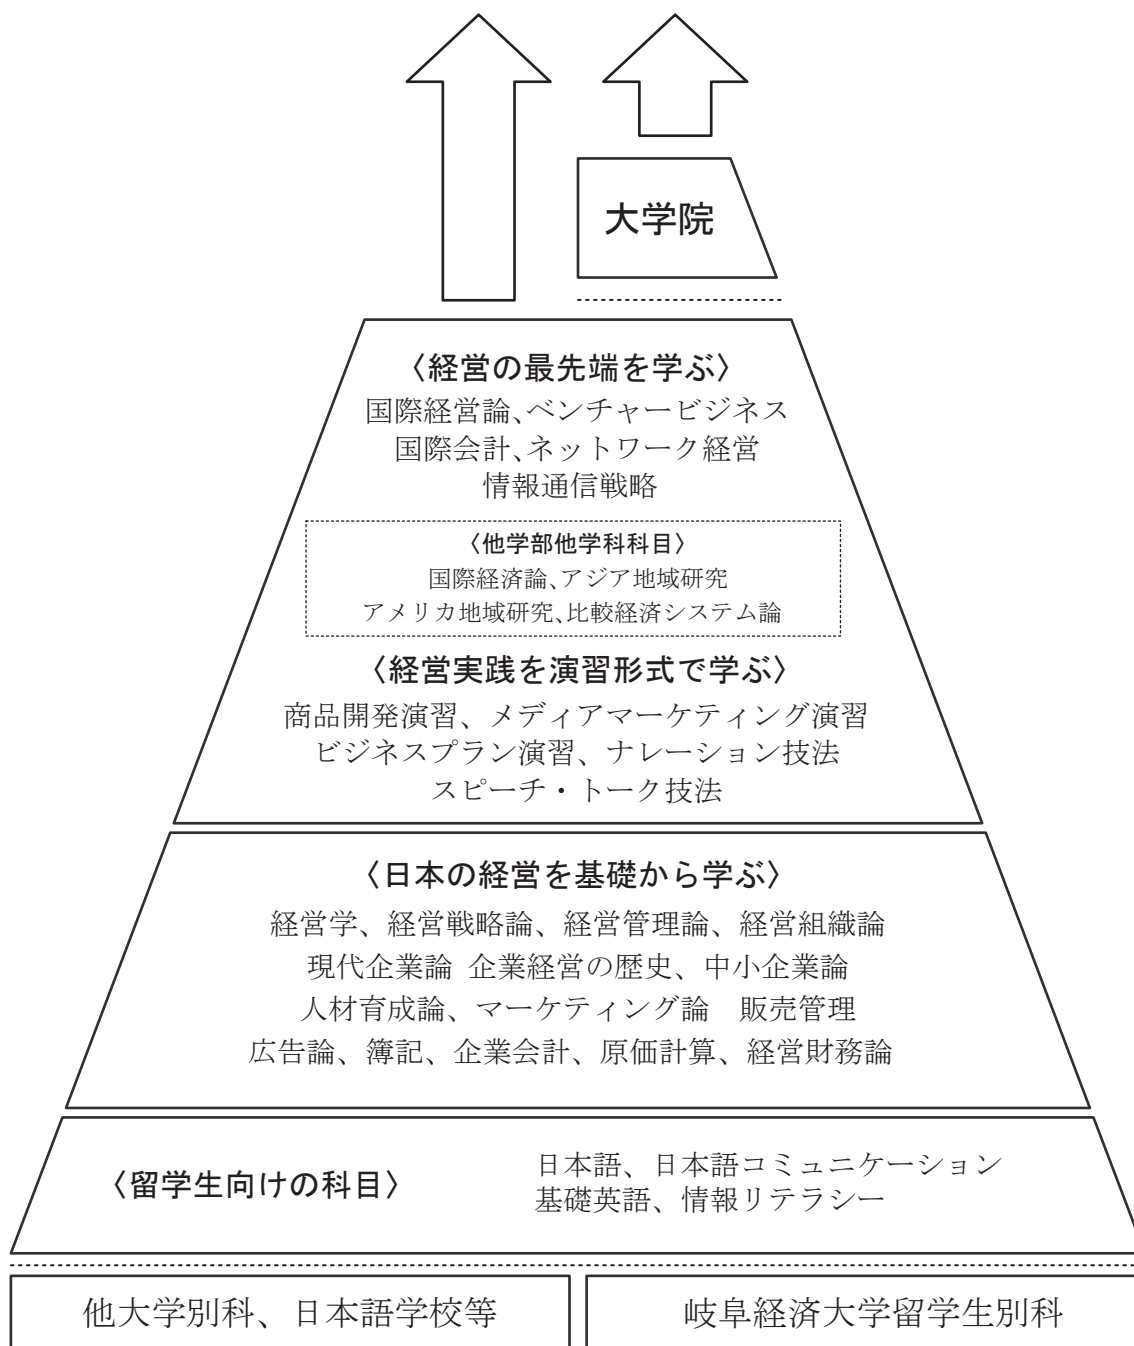 大学院
〈経営の最先端を学ぶ〉
国際経営論、ベンチャービジネス
国際会計、ネットワーク経営
情報通信戦略
〈他学部他学科科目〉
国際経済論、アジア地域研究
アメリカ地域研究、比較経済システム論
〈経営実践を演習形式で学ぶ〉
商品開発演習、メディアマーケティング演習
ビジネスプラン演習、ナレーション技法
スピーチ・トーク技法
〈日本の経営を基礎から学ぶ〉
経営学、経営戦略論、経営管理論、経営組織論
現代企業論 企業経営の歴史、中小企業論
人材育成論、マーケティング論　販売管理
広告論、簿記、企業会計、原価計算、経営財務論
〈留学生向けの科目〉
日本語、日本語コミュニケーション
基礎英語、情報リテラシー
他大学別科、日本語学校等
岐阜経済大学留学生別科